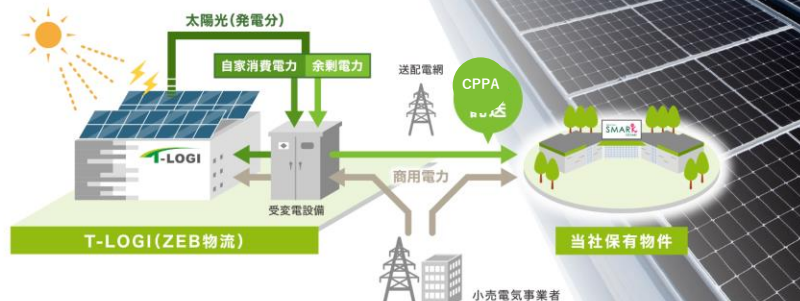 太陽光(発電分)
自家消費電力
余剰電力
送配電網
CPPA
T-LOGI
SMARK
商用電力
受変電設備
T-LOGI(ZEB物流)
当社保有物件
小売電気事業者